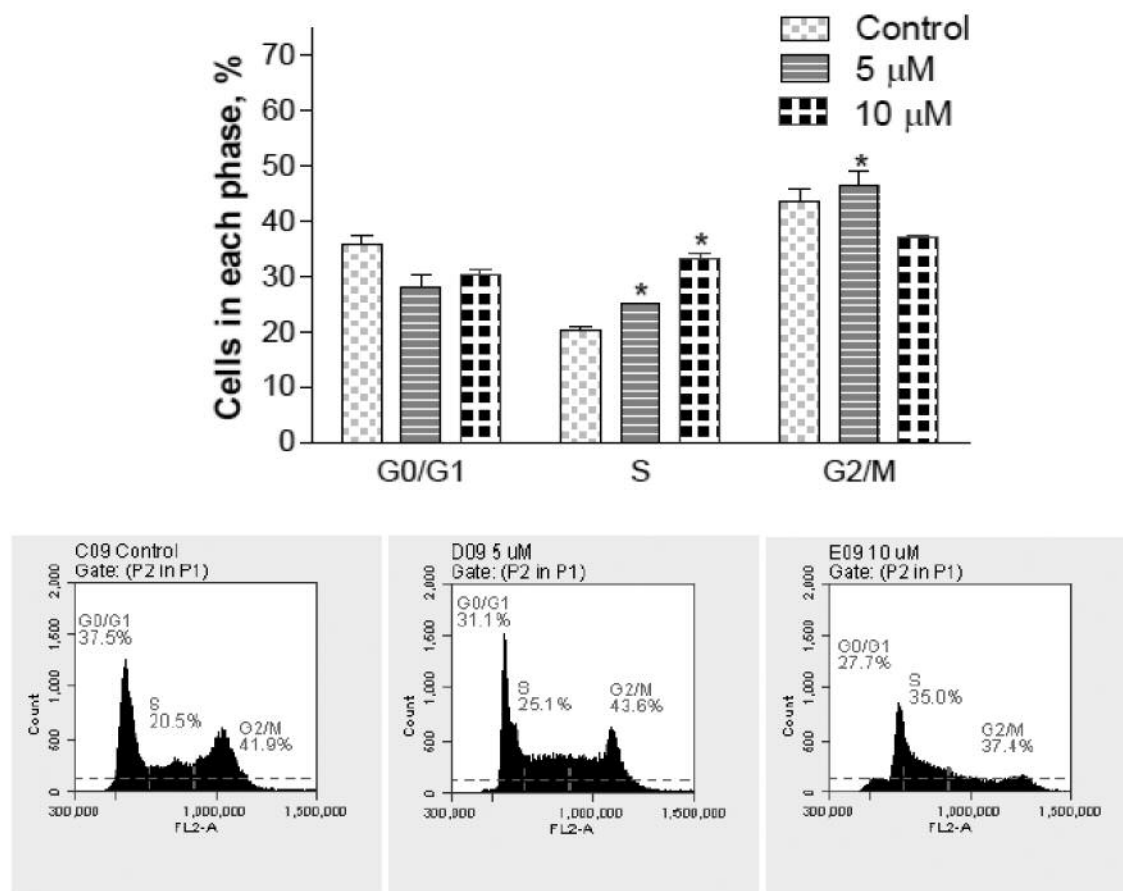 Cells in each phase, %
70
60
50
40
30
20
10
0
Control
5 μM
10 μM
*
*
*
G0/G1
S
G2/M
C09 Control
Gate: (P2 in P1)
2,000
1,500
1,000
500
0
Count
G0/G1
37.5%
S
20.5%
G2/M
41.9%
300,000
1,000,000
1,500,000
FL2-A
D09 5 uM
Gate: (P2 in P1)
2,000
1,500
1,000
500
0
Count
G0/G1
31.1%
S
25.1%
G2/M
43.6%
300,000
1,000,000
1,500,000
FL2-A
E09 10 uM
Gate: (P2 in P1)
2,000
1,500
1,000
500
0
Count
G0/G1
27.7%
S
35.0%
G2/M
37.4%
300,000
1,000,000
1,500,000
FL2-A